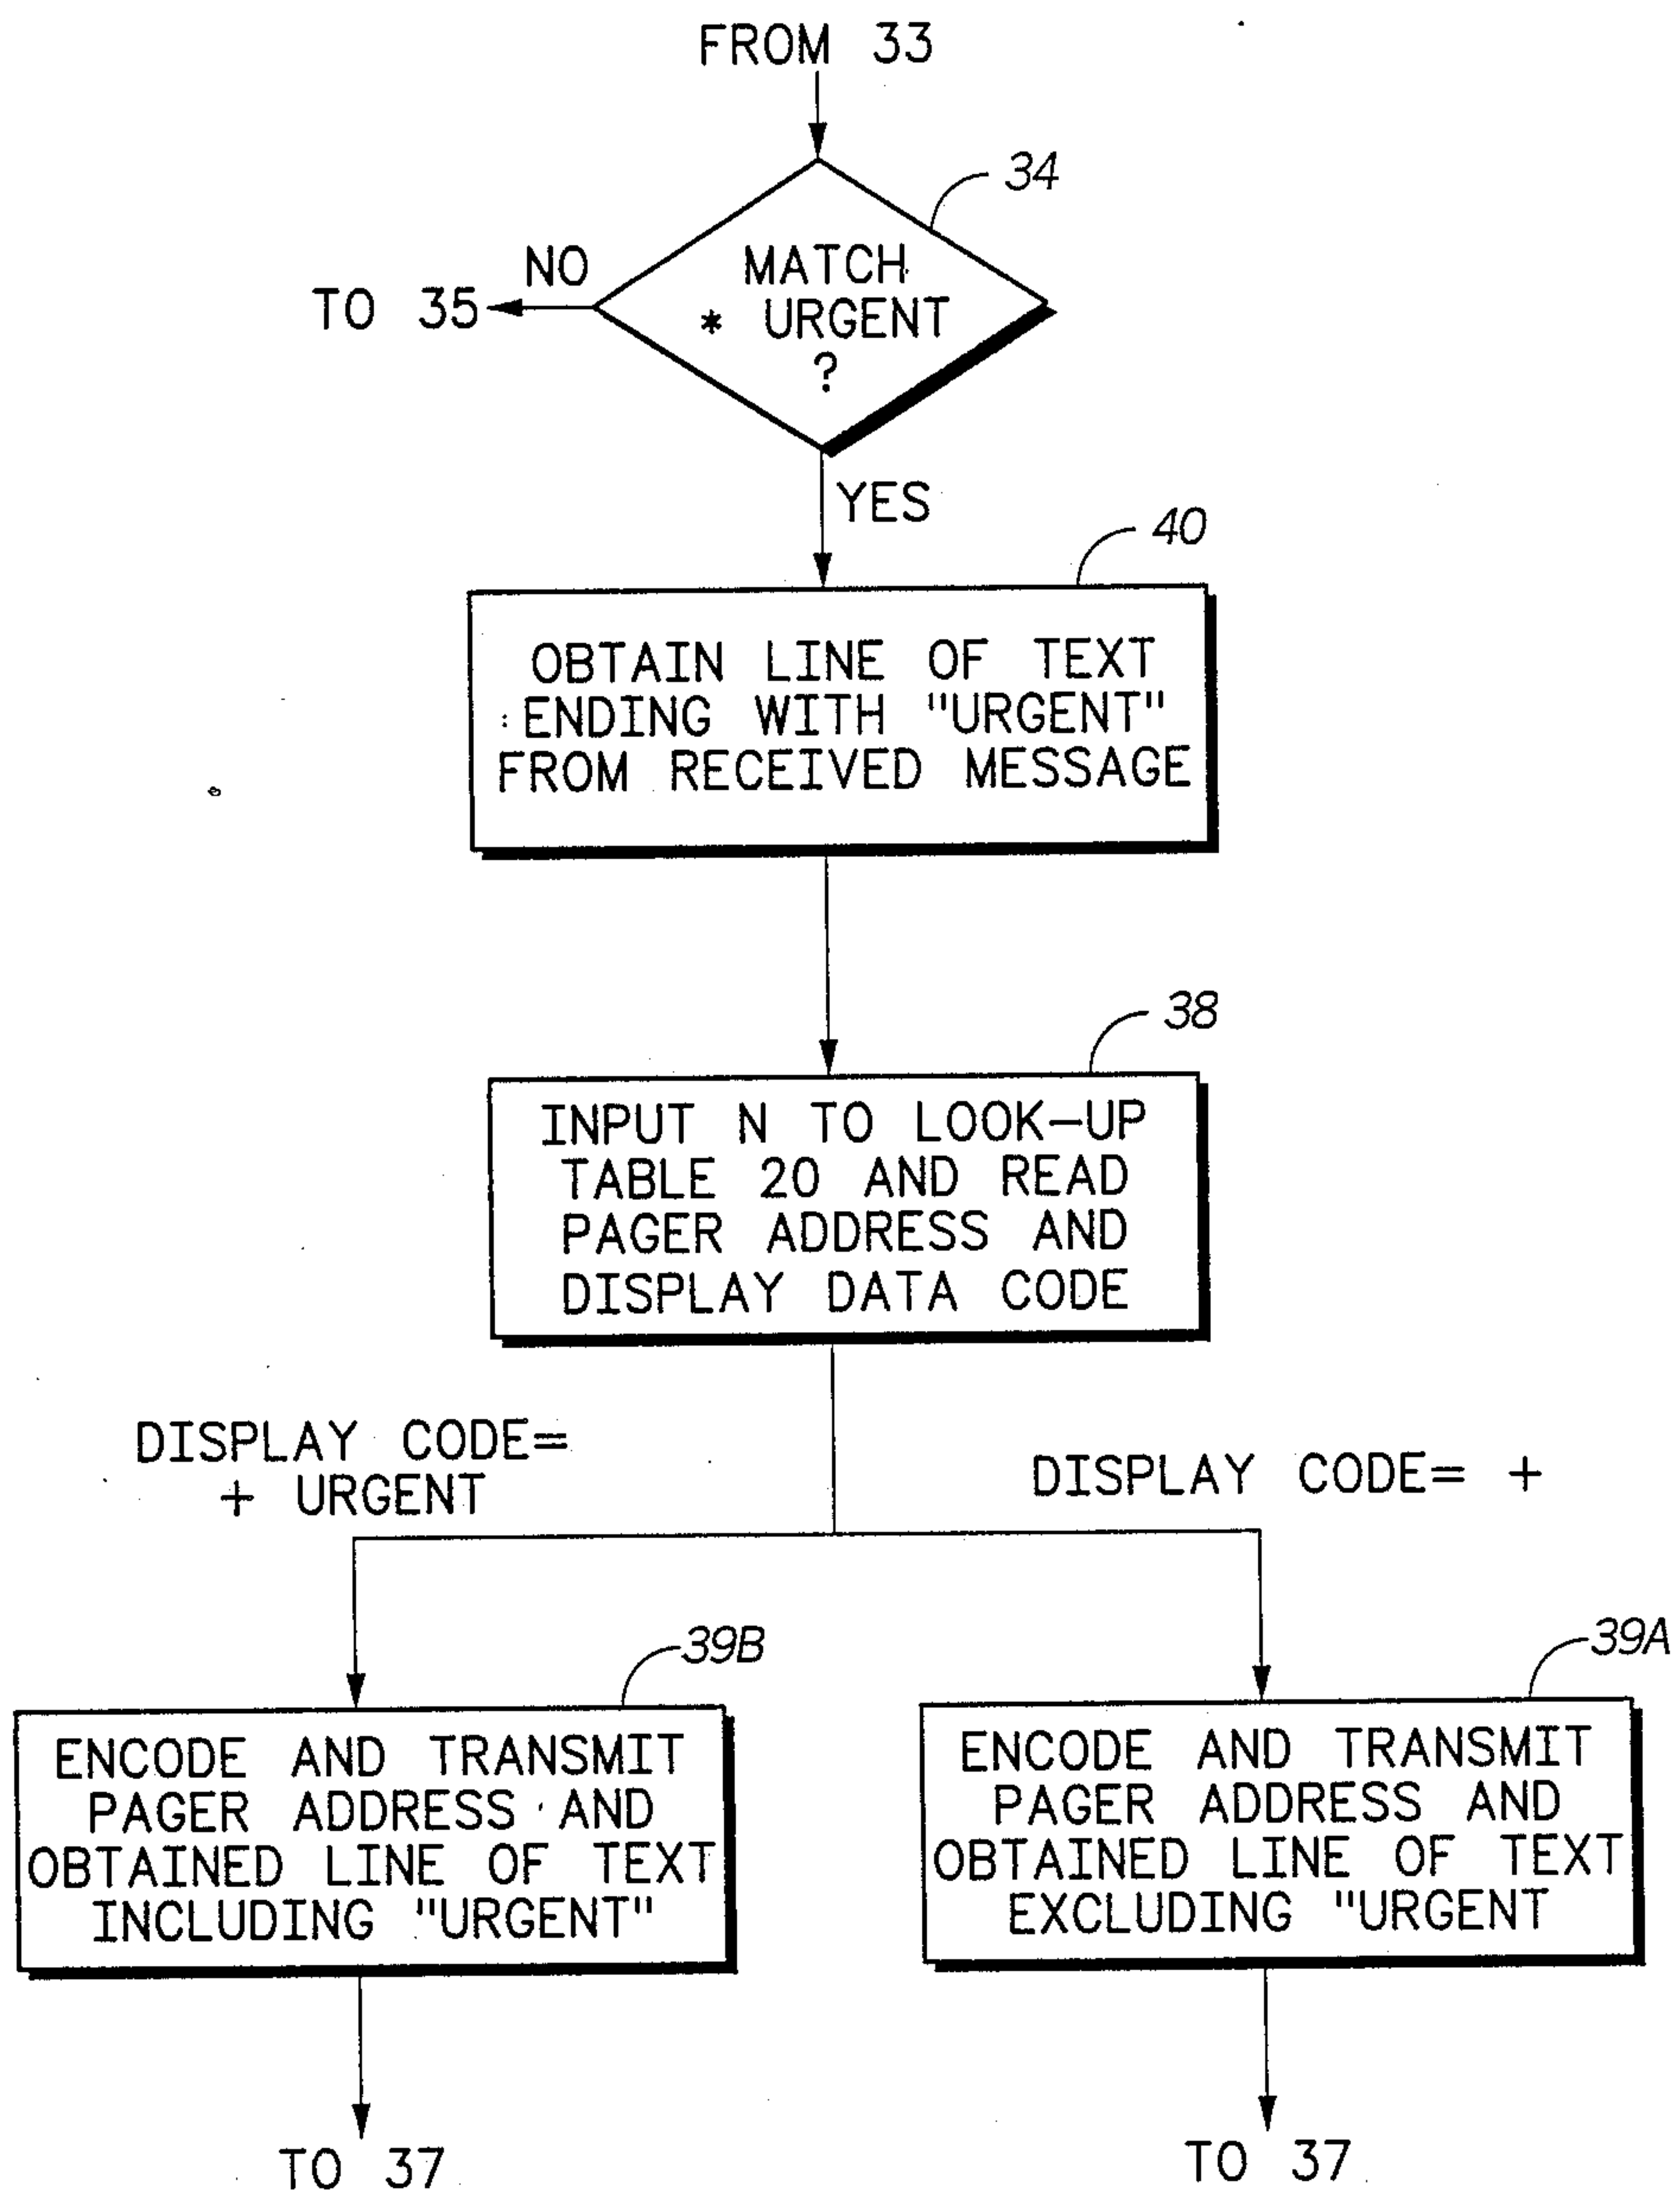 FROM 33
34
MATCH
* URGENT
?
NO
TO 35
YES
40
OBTAIN LINE OF TEXT
ENDING WITH "URGENT"
FROM RECEIVED MESSAGE
38
INPUT N TO LOOK-UP
TABLE 20 AND READ
PAGER ADDRESS AND
DISPLAY DATA CODE
DISPLAY CODE=
+ URGENT
DISPLAY CODE= +
39B
ENCODE AND TRANSMIT
PAGER ADDRESS AND
OBTAINED LINE OF TEXT
INCLUDING "URGENT"
39A
ENCODE AND TRANSMIT
PAGER ADDRESS AND
OBTAINED LINE OF TEXT
EXCLUDING "URGENT
TO 37
TO 37